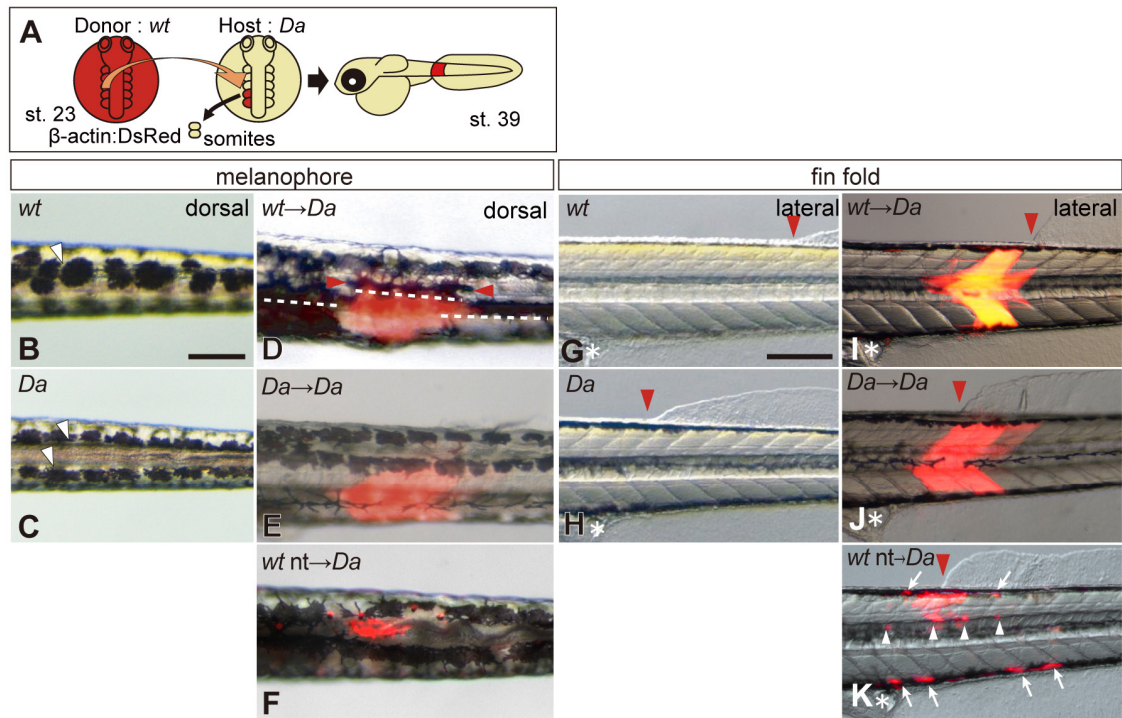 A
Donor : wt
Host : Da
st. 23
β-actin:DsRed
somites
st. 39
melanophore
fin fold
wt
dorsal
B
wt→Da
dorsal
D
wt
lateral
G
*
wt→Da
lateral
I
*
Da
C
Da→Da
E
Da
H
*
Da→Da
J
*
wt nt→Da
F
wt nt→Da
K
*